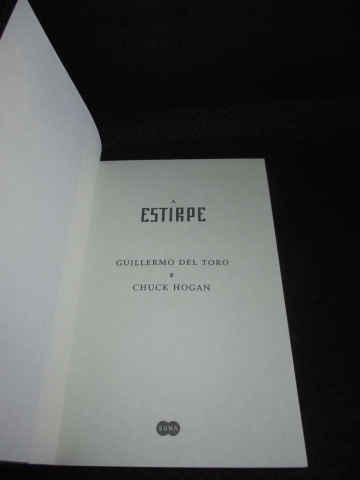 A
ESTIRPE
GUILLERMO DEL TORO
e
CHUCK HOGAN
SUMA